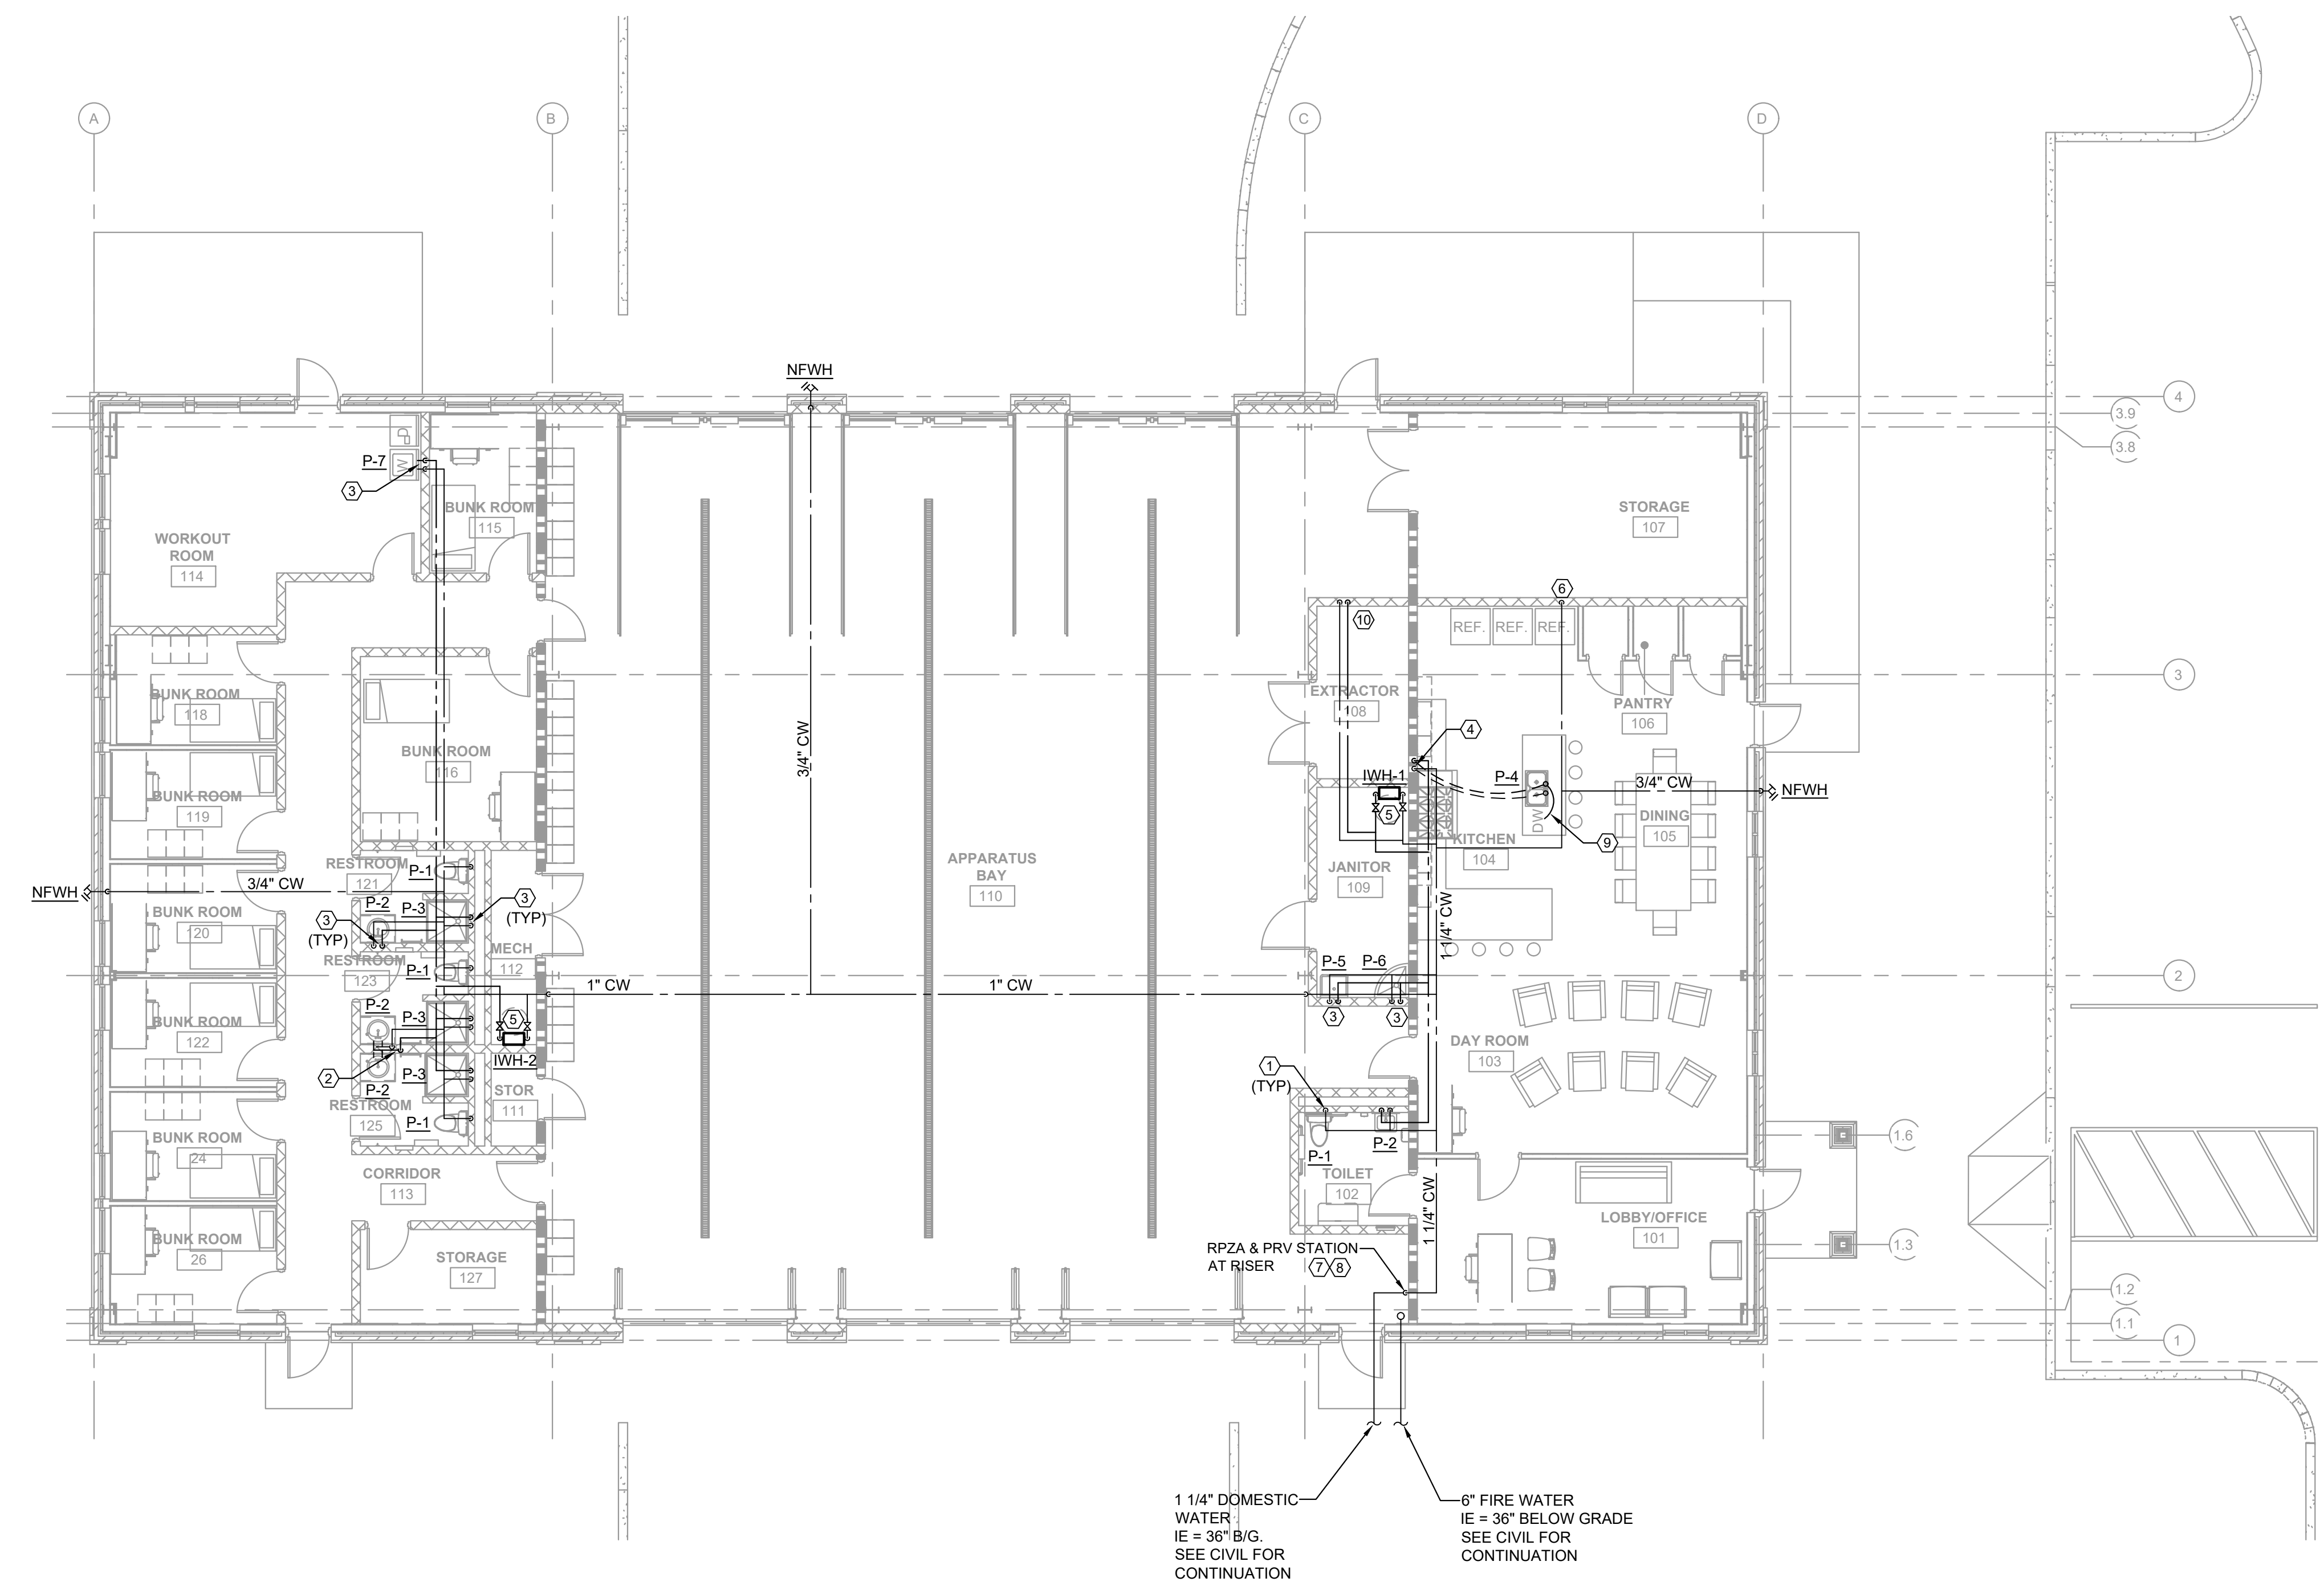 A
B
C
D
NFWH
4
3.9
3.8
P-7
D
W
3
BUNK ROOM
115
STORAGE
107
WORKOUT
ROOM
114
6
10
REF.
REF.
REF.
3
BUNK ROOM
118
EXTRACTOR
108
PANTRY
106
4
BUNK ROOM
116
3/4" CW
IWH-1
P-4
3/4" CW
NFWH
BUNK ROOM
119
5
DW
DINING
105
KITCHEN
104
9
RESTROOM
121
P-1
APPARATUS
BAY
110
JANITOR
109
NFWH
3/4" CW
P-2
P-3
3
(TYP)
3
(TYP)
BUNK ROOM
120
1 1/4" CW
MECH
112
RESTROOM
123
P-1
P-5
P-6
2
1" CW
1" CW
P-2
P-3
5
3
3
BUNK ROOM
122
DAY ROOM
103
IWH-2
1
(TYP)
2
P-2
P-3
STOR
111
RESTROOM
125
P-1
1.6
BUNK ROOM
24
P-1
P-2
CORRIDOR
113
TOILET
102
1 1/4" CW
LOBBY/OFFICE
101
BUNK ROOM
26
STORAGE
127
RPZA & PRV STATION
AT RISER
7
8
1.3
1.2
1.1
1
1 1/4" DOMESTIC
WATER
IE = 36" B/G.
SEE CIVIL FOR
CONTINUATION
6" FIRE WATER
IE = 36" BELOW GRADE
SEE CIVIL FOR
CONTINUATION